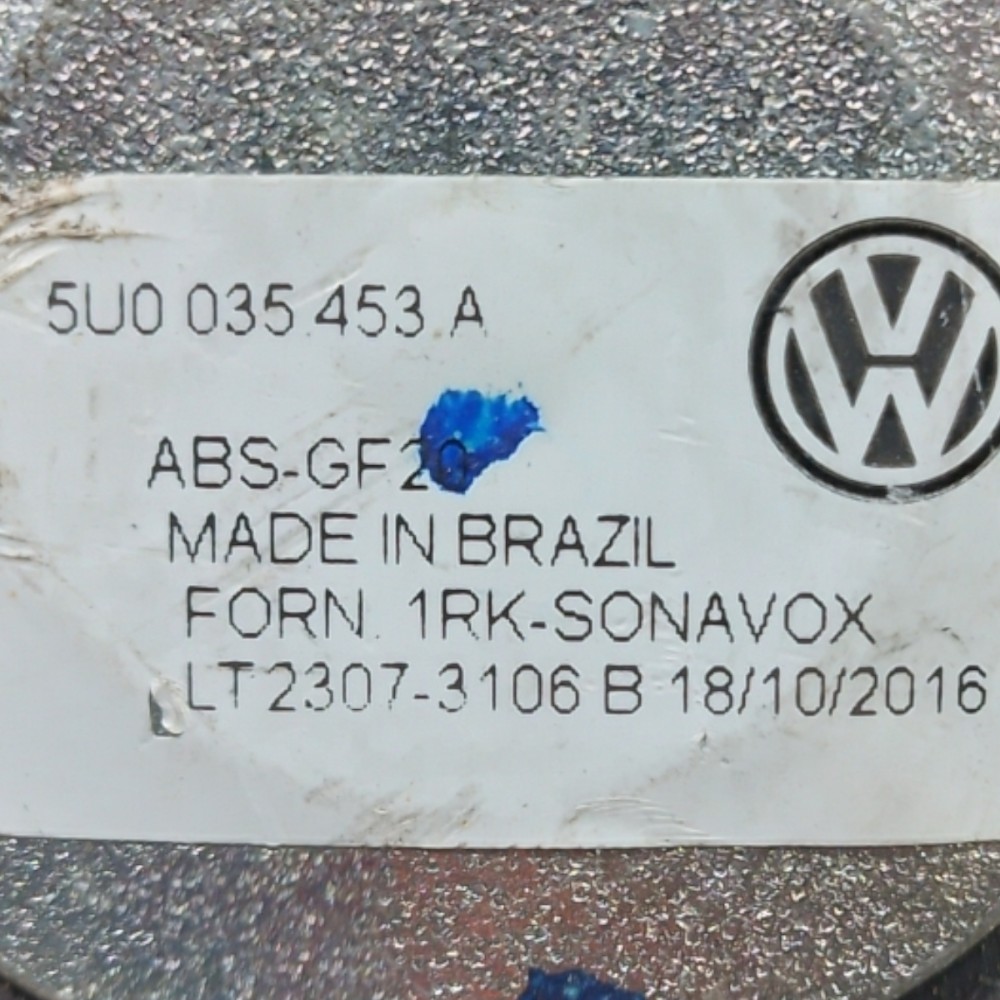 5U0 035 453 A
ABS-GF20
MADE IN BRAZIL
FORN. 1RK-SONAVOX
LT 2307-3106 B 18/10/2016